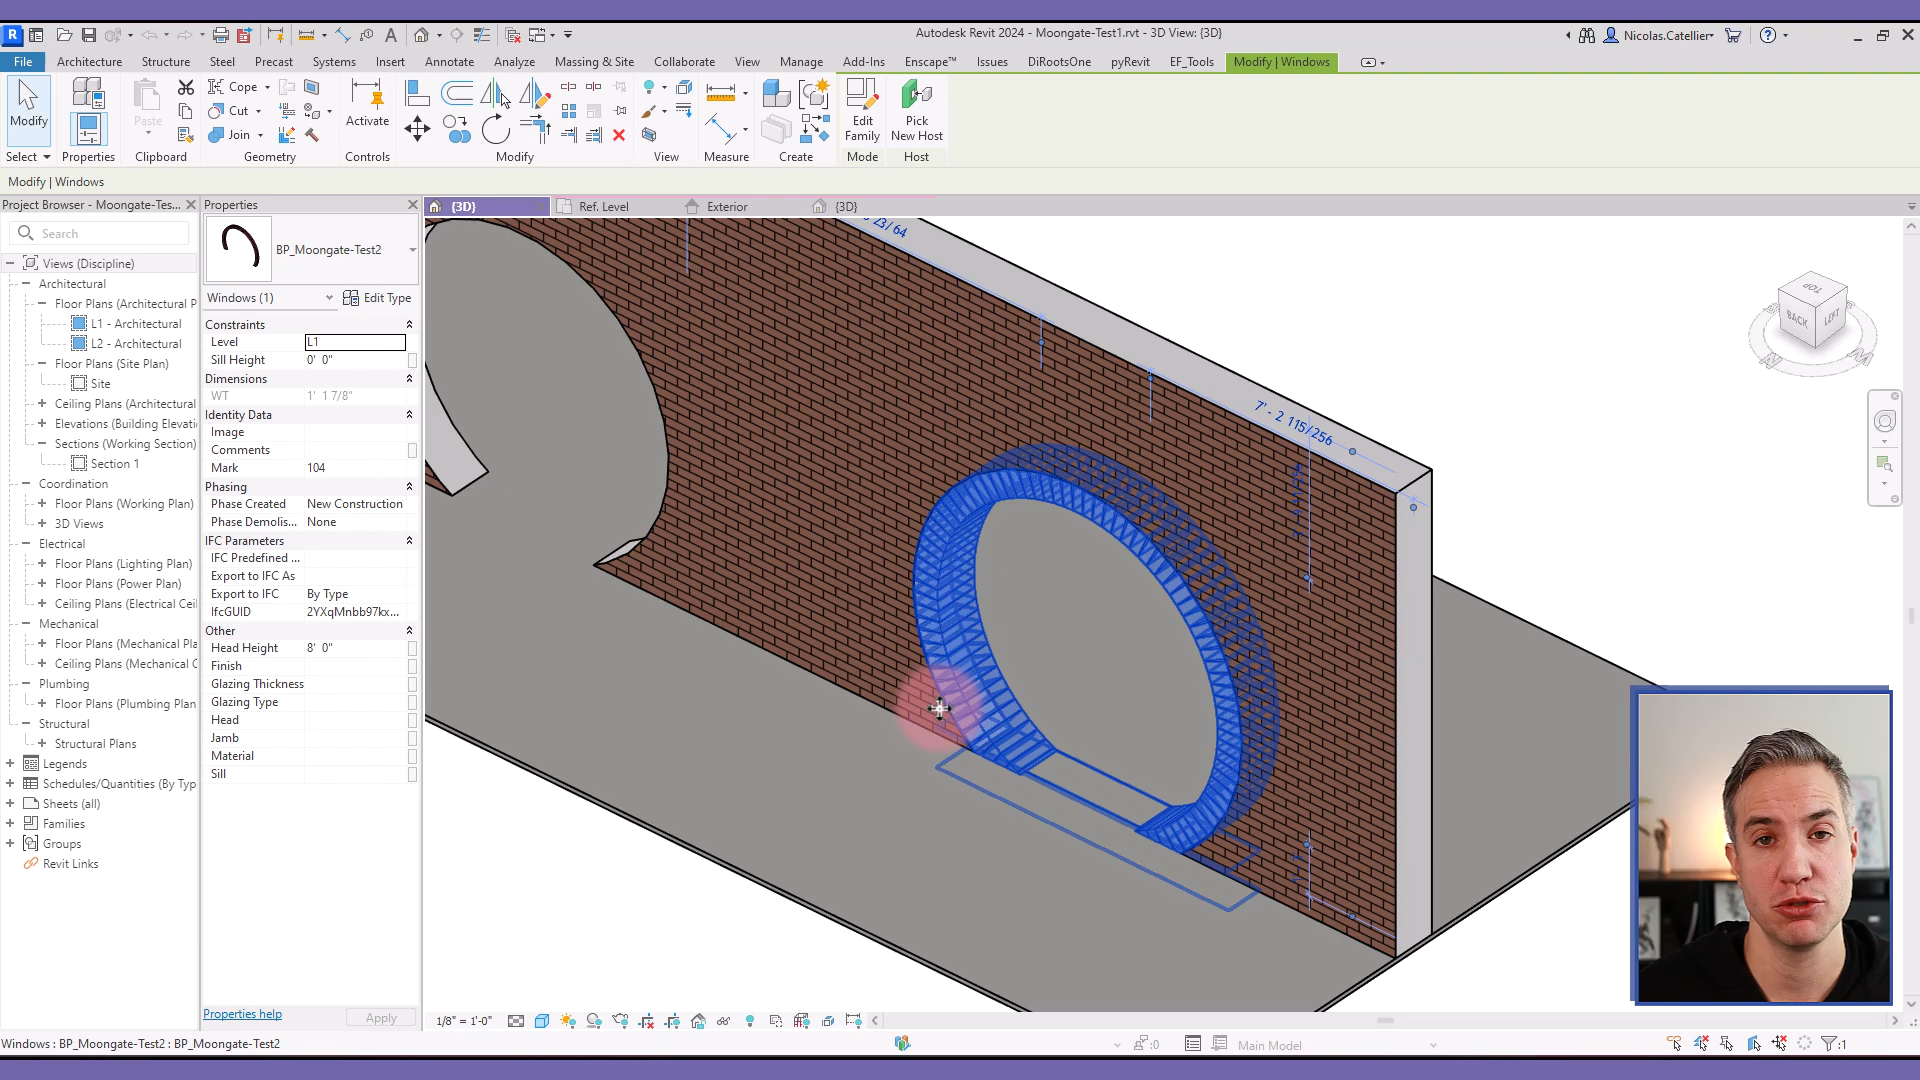 Autodesk Revit 2024 - Moongate-Test1.rvt - 3D View: {3D}
Nicolas.Catellier
File Architecture Structure Steel Precast Systems Insert Annotate Analyze Massing & Site Collaborate View Manage Add-Ins Enscape™ Issues DiRootsOne pyRevit EF_Tools Modify | Windows
Modify
Paste
Cope
Cut
Join
Activate
Edit Family
Pick New Host
Select Properties Clipboard Geometry Controls Modify View Measure Create Mode Host
Modify | Windows
Project Browser - Moongate-Tes...
Search
Views (Discipline)
Architectural
Floor Plans (Architectural P
L1 - Architectural
L2 - Architectural
Floor Plans (Site Plan)
Site
Ceiling Plans (Architectural
Elevations (Building Elevati
Sections (Working Section)
Section 1
Coordination
Floor Plans (Working Plan)
3D Views
Electrical
Floor Plans (Lighting Plan)
Floor Plans (Power Plan)
Ceiling Plans (Electrical Ceil
Mechanical
Floor Plans (Mechanical Pla
Ceiling Plans (Mechanical C
Plumbing
Floor Plans (Plumbing Plan
Structural
Structural Plans
Legends
Schedules/Quantities (By Typ
Sheets (all)
Families
Groups
Revit Links
Properties
BP_Moongate-Test2
Windows (1)
Edit Type
Constraints
Level L1
Sill Height 0' 0"
Dimensions
WT 1' 1 7/8"
Identity Data
Image
Comments
Mark 104
Phasing
Phase Created New Construction
Phase Demolis... None
IFC Parameters
IFC Predefined ...
Export to IFC As
Export to IFC By Type
IfcGUID 2YXqMnbb97kx...
Other
Head Height 8' 0"
Finish
Glazing Thickness
Glazing Type
Head
Jamb
Material
Sill
Properties help
Apply
{3D}
Ref. Level
Exterior
{3D}
23/64
7' - 2 115/256
TOP
BACK
LEFT
1/8" = 1'-0"
Windows : BP_Moongate-Test2 : BP_Moongate-Test2
:0
Main Model
:1